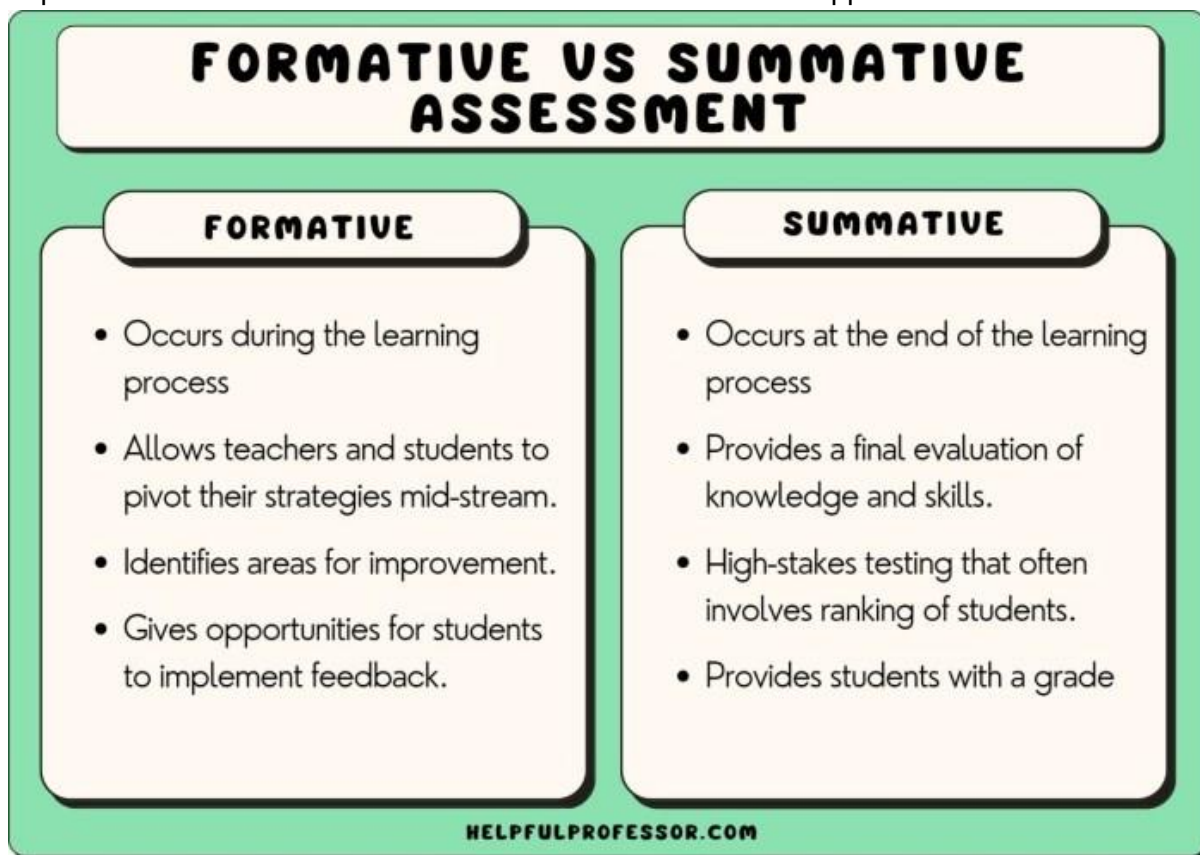 FORMATIVE VS SUMMATIVE
ASSESSMENT
FORMATIVE
• Occurs during the learning
process
• Allows teachers and students to
pivot their strategies mid-stream.
• Identifies areas for improvement.
• Gives opportunities for students
to implement feedback.
SUMMATIVE
• Occurs at the end of the learning
process
• Provides a final evaluation of
knowledge and skills.
• High-stakes testing that often
involves ranking of students.
• Provides students with a grade
HELPFULPROFESSOR.COM